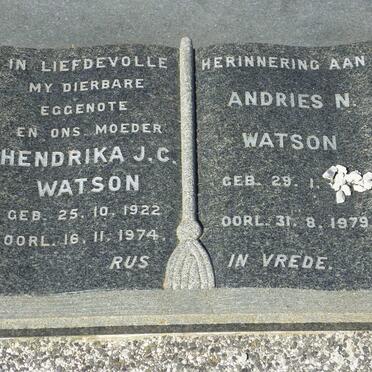 IN LIEFDEVOLLE HERINNERING AAN
MY DIERBARE
EGGENOTE
EN ONS MOEDER
HENDRIKA J.C.
WATSON
GEB. 25. 10. 1922
OORL. 16. 11. 1974.
ANDRIES N.
WATSON
GEB. 29. 1.
OORL. 31. 8. 1979
RUS IN VREDE.